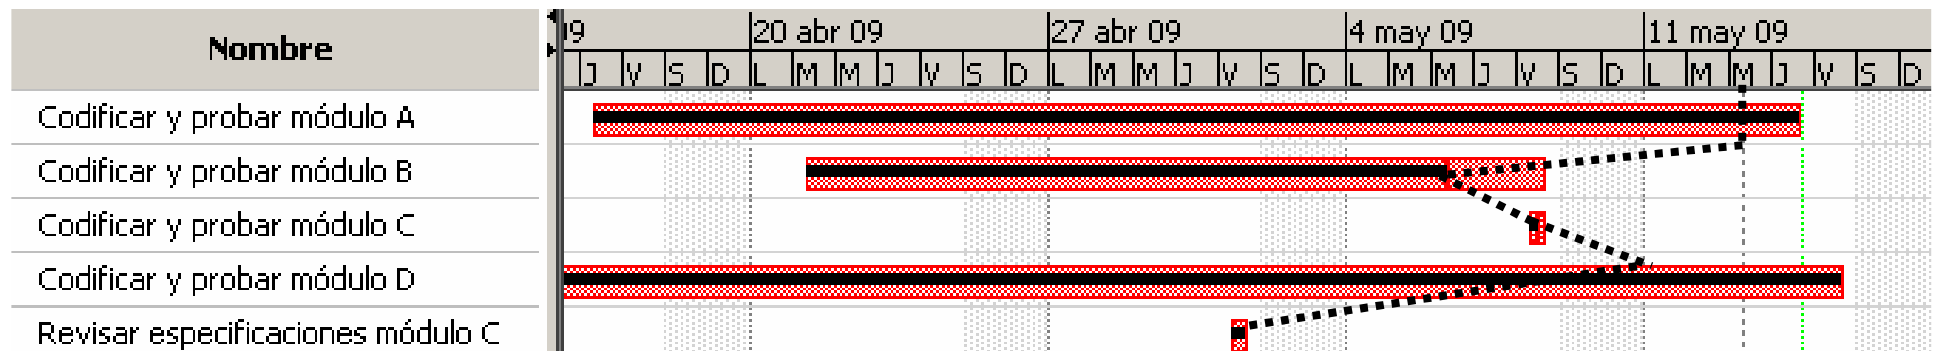 Nombre
09 20 abr 09 27 abr 09 4 may 09 11 may 09
J V S D L M M J V S D L M M J V S D L M M J V S D L M M J V S D
Codificar y probar módulo A
Codificar y probar módulo B
Codificar y probar módulo C
Codificar y probar módulo D
Revisar especificaciones módulo C